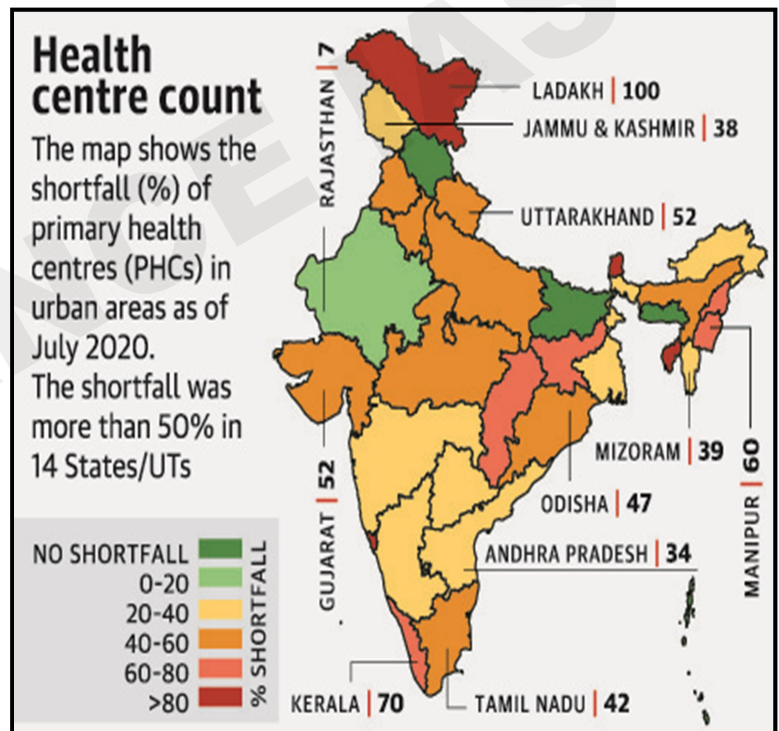 Health
centre count
The map shows the
shortfall (%) of
primary health
centres (PHCs) in
urban areas as of
July 2020.
The shortfall was
more than 50% in
14 States/UTs
RAJASTHAN | 7
LADAKH | 100
JAMMU & KASHMIR | 38
UTTARAKHAND | 52
MIZORAM | 39
MANIPUR | 60
ODISHA | 47
GUJARAT | 52
ANDHRA PRADESH | 34
KERALA | 70
TAMIL NADU | 42
NO SHORTFALL
0-20
20-40
40-60
60-80
>80
% SHORTFALL